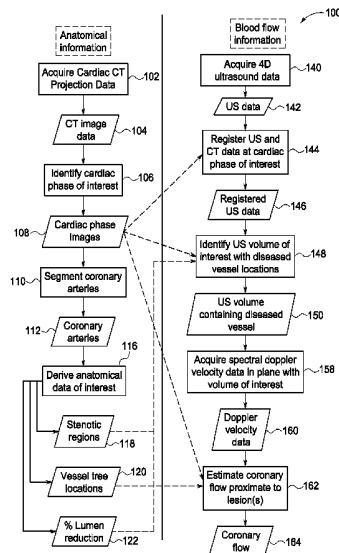 100
Anatomical
information
Acquire Cardiac CT
Projection Data
102
CT image
data
104
Identify cardiac
phase of interest
106
108
Cardiac phase
Images
110
Segment coronary
arteries
112
Coronary
arteries
116
Derive anatomical
data of interest
Stenotic
regions
118
Vessel tree
locations
120
% Lumen
reduction
122
Blood flow
information
Acquire 4D
ultrasound data
140
US data
142
Register US and
CT data at cardiac
phase of interest
144
Registered
US data
146
Identify US volume of
interest with diseased
vessel locations
148
US volume
containing diseased
vessel
150
Acquire spectral doppler
velocity data in plane with
volume of interest
158
Doppler
velocity
data
160
Estimate coronary
flow proximate to
lesion(s)
162
Coronary
flow
164